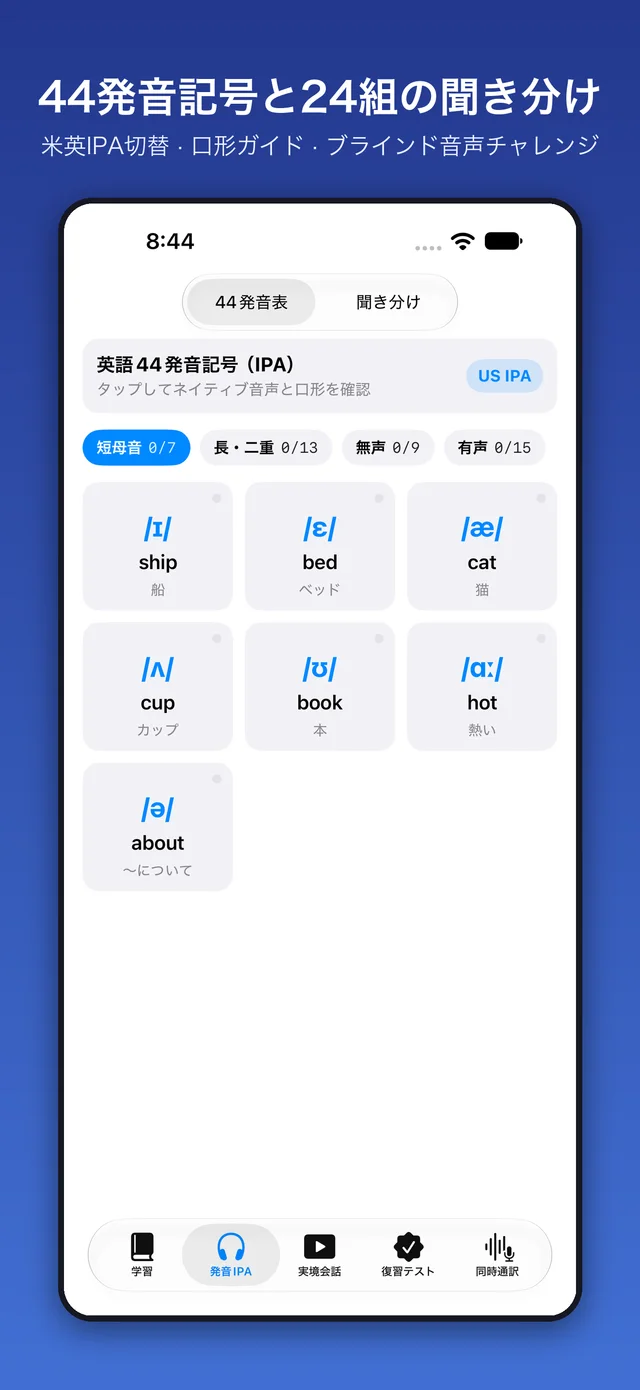 44発音記号と24組の聞き分け
米英IPA切替 · 口形ガイド · ブラインド音声チャレンジ
8:44
44発音表 聞き分け
英語44発音記号（IPA）
タップしてネイティブ音声と口形を確認
US IPA
短母音 0/7 長・二重 0/13 無声 0/9 有声 0/15
/ɪ/ /ɛ/ /æ/
ship bed cat
船 ベッド 猫
/ʌ/ /ʊ/ /ɑː/
cup book hot
カップ 本 熱い
/ə/
about
〜について
学習 発音IPA 実境会話 復習テスト 同時通訳